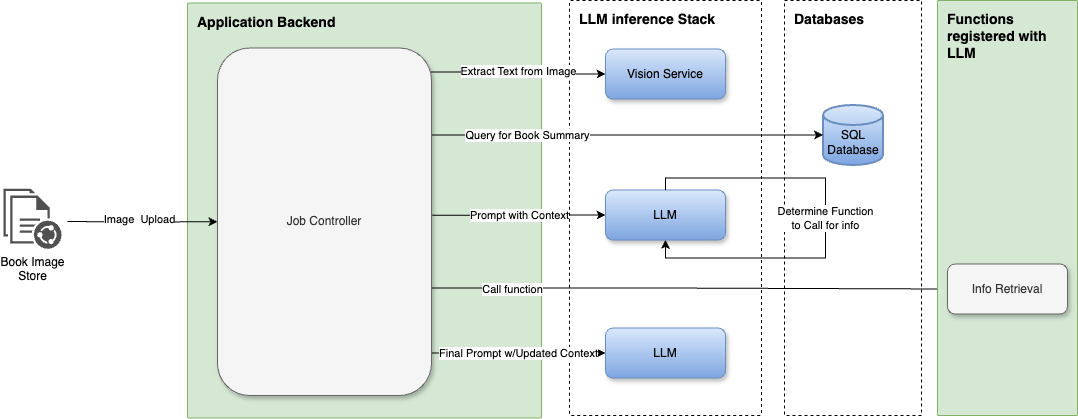 Application Backend
LLM inference Stack
Databases
Functions
registered with
LLM
Extract Text from Image
Vision Service
Query for Book Summary
SQL
Database
Image Upload
Job Controller
Prompt with Context
LLM
Determine Function
to Call for info
Book Image
Store
Call function
Info Retrieval
Final Prompt w/Updated Context
LLM